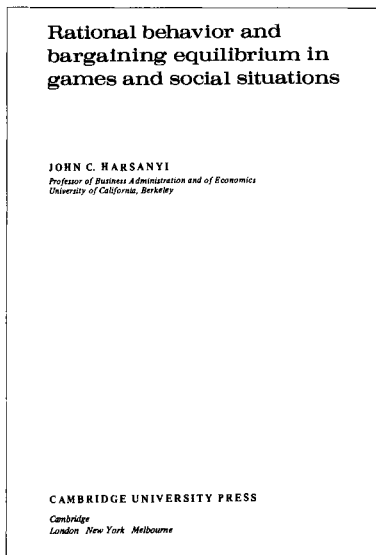 Rational behavior and
bargaining equilibrium in
games and social situations
JOHN C. HARSANYI
Professor of Business Administration and of Economics
University of California, Berkeley
CAMBRIDGE UNIVERSITY PRESS
Cambridge
London New York Melbourne